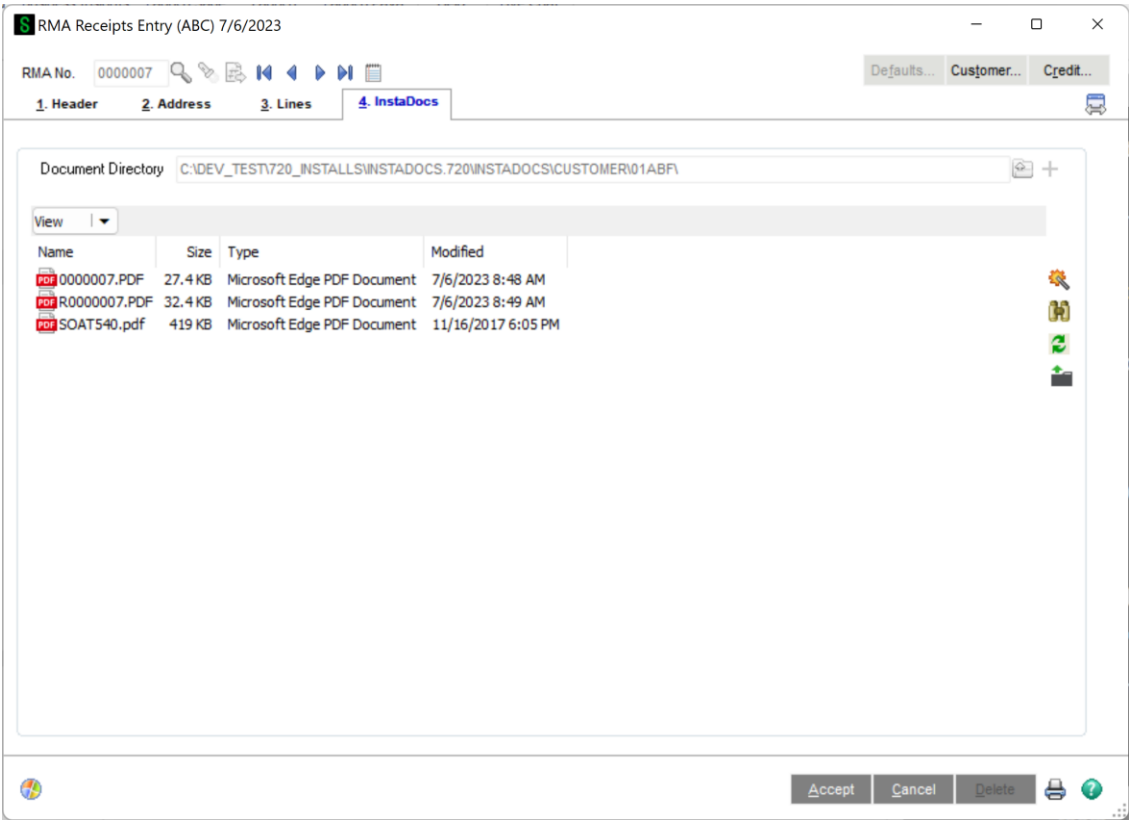 RMA Receipts Entry (ABC) 7/6/2023
RMA No. 0000007 Defaults... Customer... Credit...
1. Header 2. Address 3. Lines 4. InstaDocs
Document Directory C:\DEV_TEST\720_INSTALLS\INSTADOCS.720\INSTADOCS\CUSTOMER\01ABF\
View
Name Size Type Modified
PDF 0000007.PDF 27.4 KB Microsoft Edge PDF Document 7/6/2023 8:48 AM
PDF R0000007.PDF 32.4 KB Microsoft Edge PDF Document 7/6/2023 8:49 AM
PDF SOAT540.pdf 419 KB Microsoft Edge PDF Document 11/16/2017 6:05 PM
Accept Cancel Delete